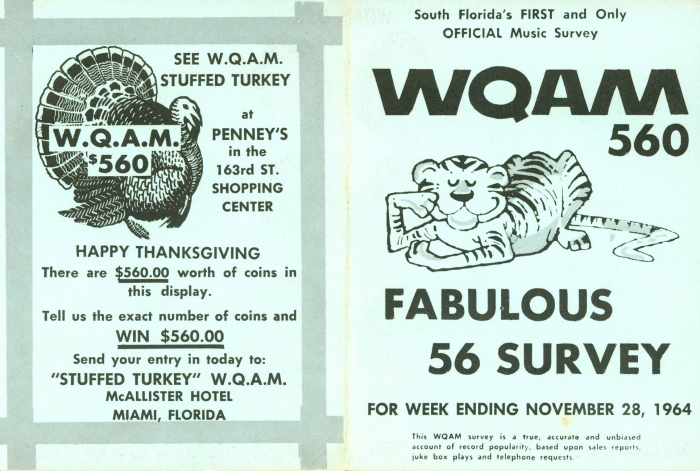 SEE W.Q.A.M.
STUFFED TURKEY
at
PENNEY'S
in the
163rd ST.
SHOPPING
CENTER
W.Q.A.M.
$560
HAPPY THANKSGIVING
There are $560.00 worth of coins in
this display.
Tell us the exact number of coins and
WIN $560.00
Send your entry in today to:
"STUFFED TURKEY" W.Q.A.M.
McALLISTER HOTEL
MIAMI, FLORIDA
South Florida's FIRST and Only
OFFICIAL Music Survey
WQAM
560
FABULOUS
56 SURVEY
FOR WEEK ENDING NOVEMBER 28, 1964
This WQAM survey is a true, accurate and unbiased
account of record popularity, based upon sales reports,
juke box plays and telephone requests.